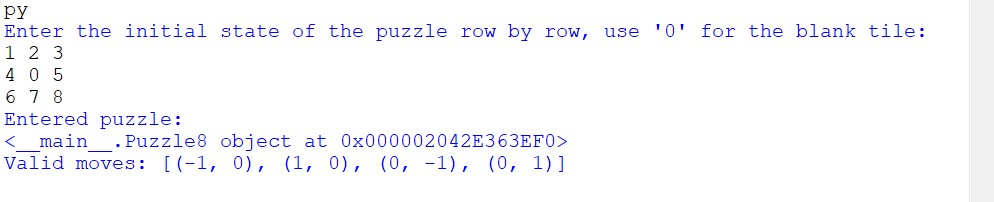 py
Enter the initial state of the puzzle row by row, use '0' for the blank tile:
1 2 3
4 0 5
6 7 8
Entered puzzle:
<__main__.Puzzle8 object at 0x000002042E363EF0>
Valid moves: [(-1, 0), (1, 0), (0, -1), (0, 1)]